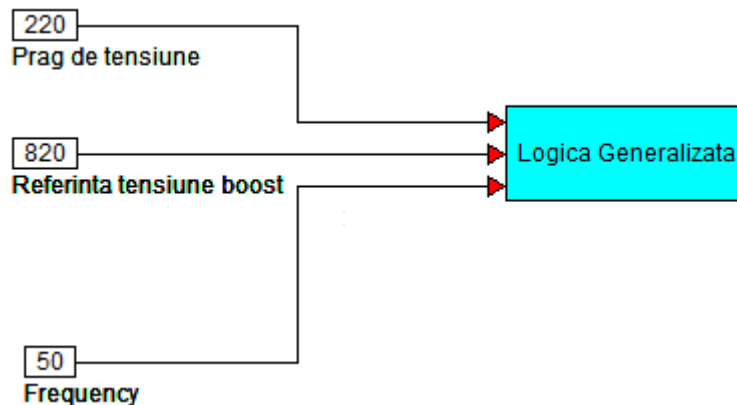 220
Prag de tensiune
820
Referinta tensiune boost
Logica Generalizata
50
Frequency